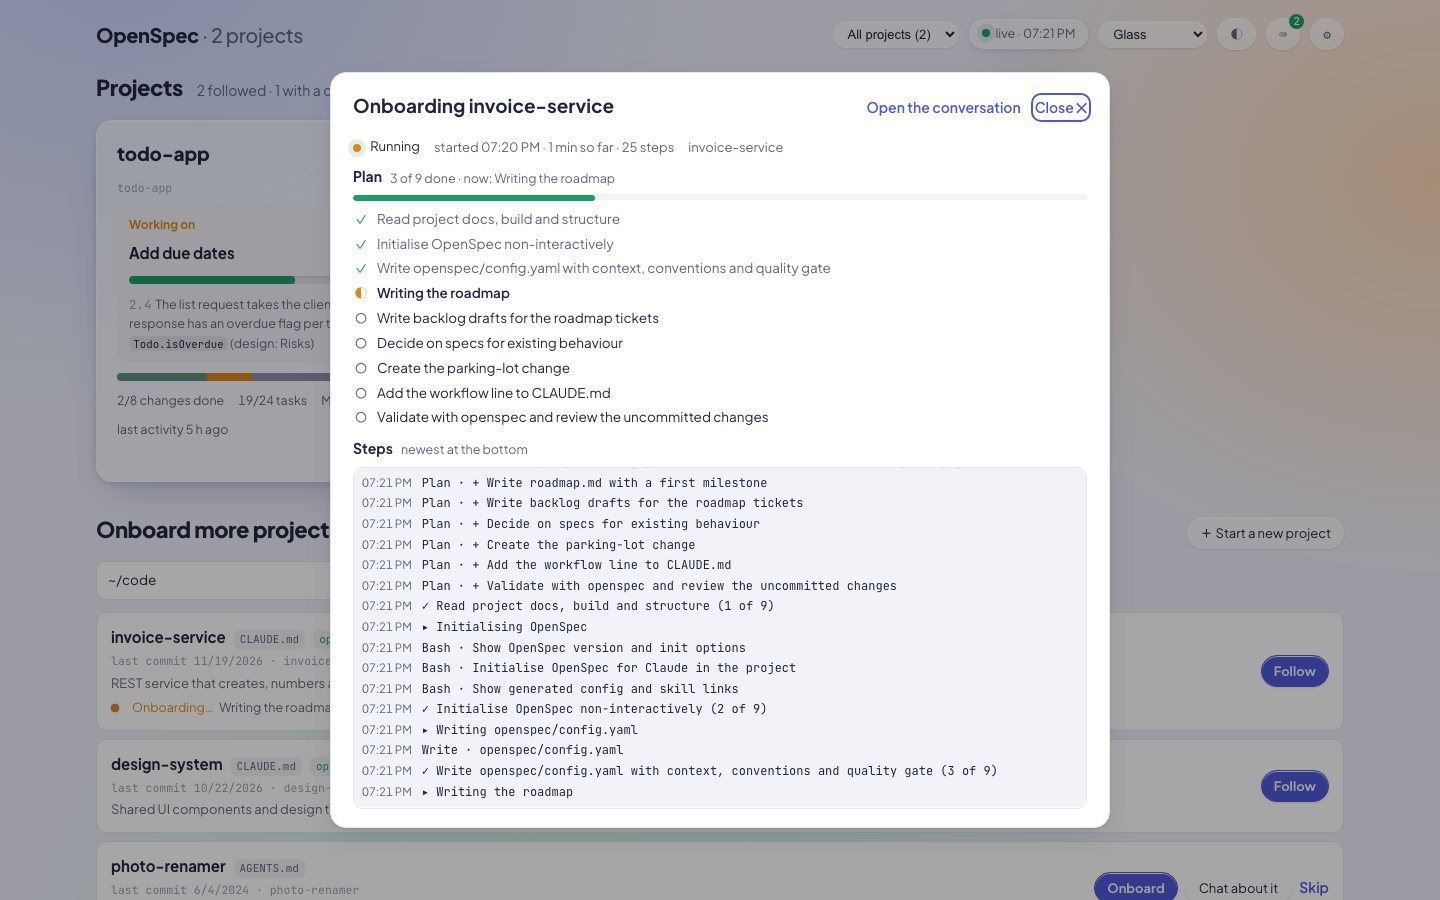 OpenSpec · 2 projects
All projects (2)
live · 07:21 PM
Glass
2
Projects
2 followed · 1 with a
todo-app
todo-app
Working on
Add due dates
2.4 The list request takes the
response has an overdue flag per
Todo.isOverdue (design: Risks)
2/8 changes done 19/24 tasks
last activity 5 h ago
Onboarding invoice-service
Open the conversation
Close
Running started 07:20 PM · 1 min so far · 25 steps invoice-service
Plan 3 of 9 done · now: Writing the roadmap
Read project docs, build and structure
Initialise OpenSpec non-interactively
Write openspec/config.yaml with context, conventions and quality gate
Writing the roadmap
Write backlog drafts for the roadmap tickets
Decide on specs for existing behaviour
Create the parking-lot change
Add the workflow line to CLAUDE.md
Validate with openspec and review the uncommitted changes
Steps newest at the bottom
07:21 PM Plan · + Write roadmap.md with a first milestone
07:21 PM Plan · + Write backlog drafts for the roadmap tickets
07:21 PM Plan · + Decide on specs for existing behaviour
07:21 PM Plan · + Create the parking-lot change
07:21 PM Plan · + Add the workflow line to CLAUDE.md
07:21 PM Plan · + Validate with openspec and review the uncommitted changes
07:21 PM ✓ Read project docs, build and structure (1 of 9)
07:21 PM ▸ Initialising OpenSpec
07:21 PM Bash · Show OpenSpec version and init options
07:21 PM Bash · Initialise OpenSpec for Claude in the project
07:21 PM Bash · Show generated config and skill links
07:21 PM ✓ Initialise OpenSpec non-interactively (2 of 9)
07:21 PM ▸ Writing openspec/config.yaml
07:21 PM Write · openspec/config.yaml
07:21 PM ✓ Write openspec/config.yaml with context, conventions and quality gate (3 of 9)
07:21 PM ▸ Writing the roadmap
Onboard more project
+ Start a new project
~/code
invoice-service CLAUDE.md op
last commit 11/19/2026 · invoice
REST service that creates, numbers
Onboarding… Writing the roadma
Follow
design-system CLAUDE.md op
last commit 10/22/2026 · design-
Shared UI components and design
Follow
photo-renamer AGENTS.md
last commit 6/4/2024 · photo-renamer
Onboard Chat about it Skip